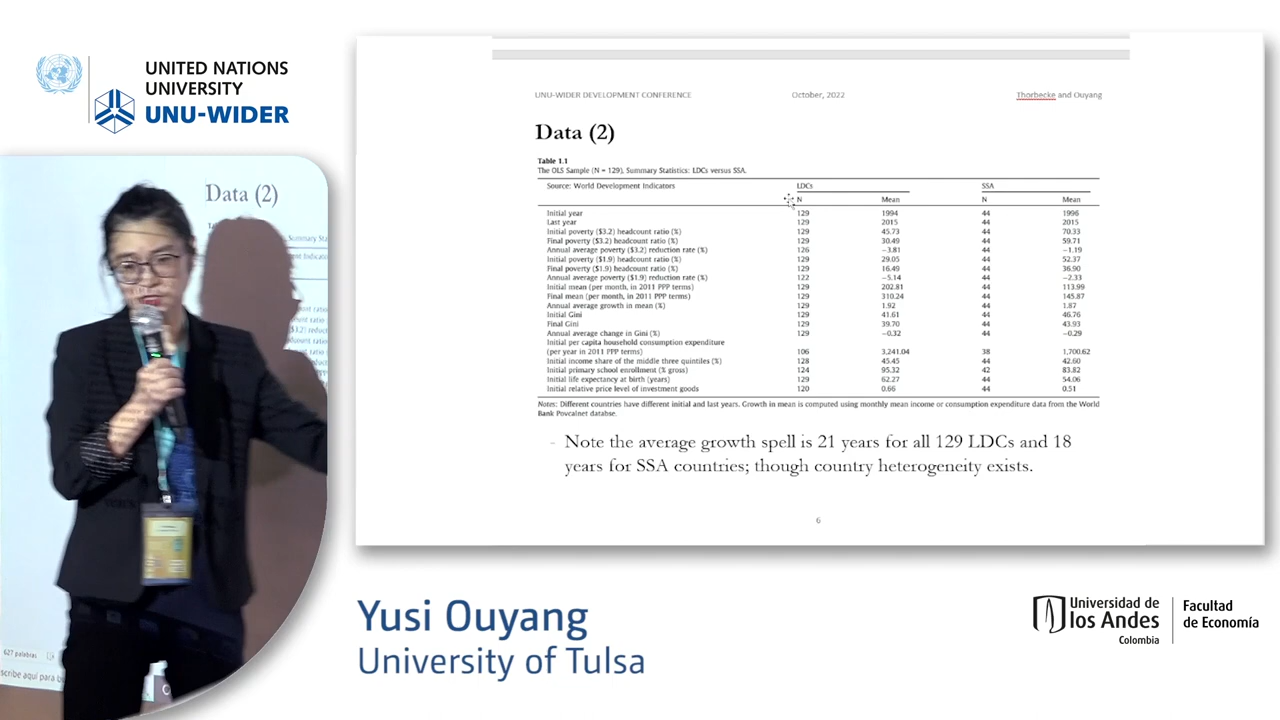 UNITED NATIONS
UNIVERSITY
UNU-WIDER
UNU-WIDER DEVELOPMENT CONFERENCE October, 2022 Thorbecke and Ouyang
Data (2)
Table 1.1
The OLS Sample (N = 129), Summary Statistics: LDCs versus SSA.
Source: World Development Indicators LDCs SSA
N Mean N Mean
Initial year 129 1994 44 1996
Last year 129 2015 44 2015
Initial poverty ($3.2) headcount ratio (%) 129 45.73 44 70.33
Final poverty ($3.2) headcount ratio (%) 129 30.49 44 59.71
Annual average poverty ($3.2) reduction rate (%) 126 −3.81 44 −1.19
Initial poverty ($1.9) headcount ratio (%) 129 29.05 44 52.37
Final poverty ($1.9) headcount ratio (%) 129 16.49 44 36.90
Annual average poverty ($1.9) reduction rate (%) 122 −5.14 44 −2.33
Initial mean (per month, in 2011 PPP terms) 129 202.81 44 113.99
Final mean (per month, in 2011 PPP terms) 129 310.24 44 145.87
Annual average growth in mean (%) 129 1.92 44 1.87
Initial Gini 129 41.61 44 46.76
Final Gini 129 39.70 44 43.93
Annual average change in Gini (%) 129 −0.32 44 −0.29
Initial per capita household consumption expenditure
(per year in 2011 PPP terms) 106 3,241.04 38 1,700.62
Initial income share of the middle three quintiles (%) 128 45.45 44 42.60
Initial primary school enrollment (% gross) 124 95.32 42 83.82
Initial life expectancy at birth (years) 129 62.27 44 54.06
Initial relative price level of investment goods 120 0.66 44 0.51
Notes: Different countries have different initial and last years. Growth in mean is computed using monthly mean income or consumption expenditure data from the World
Bank Povcalnet databse.
- Note the average growth spell is 21 years for all 129 LDCs and 18
years for SSA countries; though country heterogeneity exists.
6
Data (2)
Summary Sta
627 palabras
scribe aquí para b
Yusi Ouyang
University of Tulsa
Universidad de
los Andes
Colombia
Facultad
de Economía